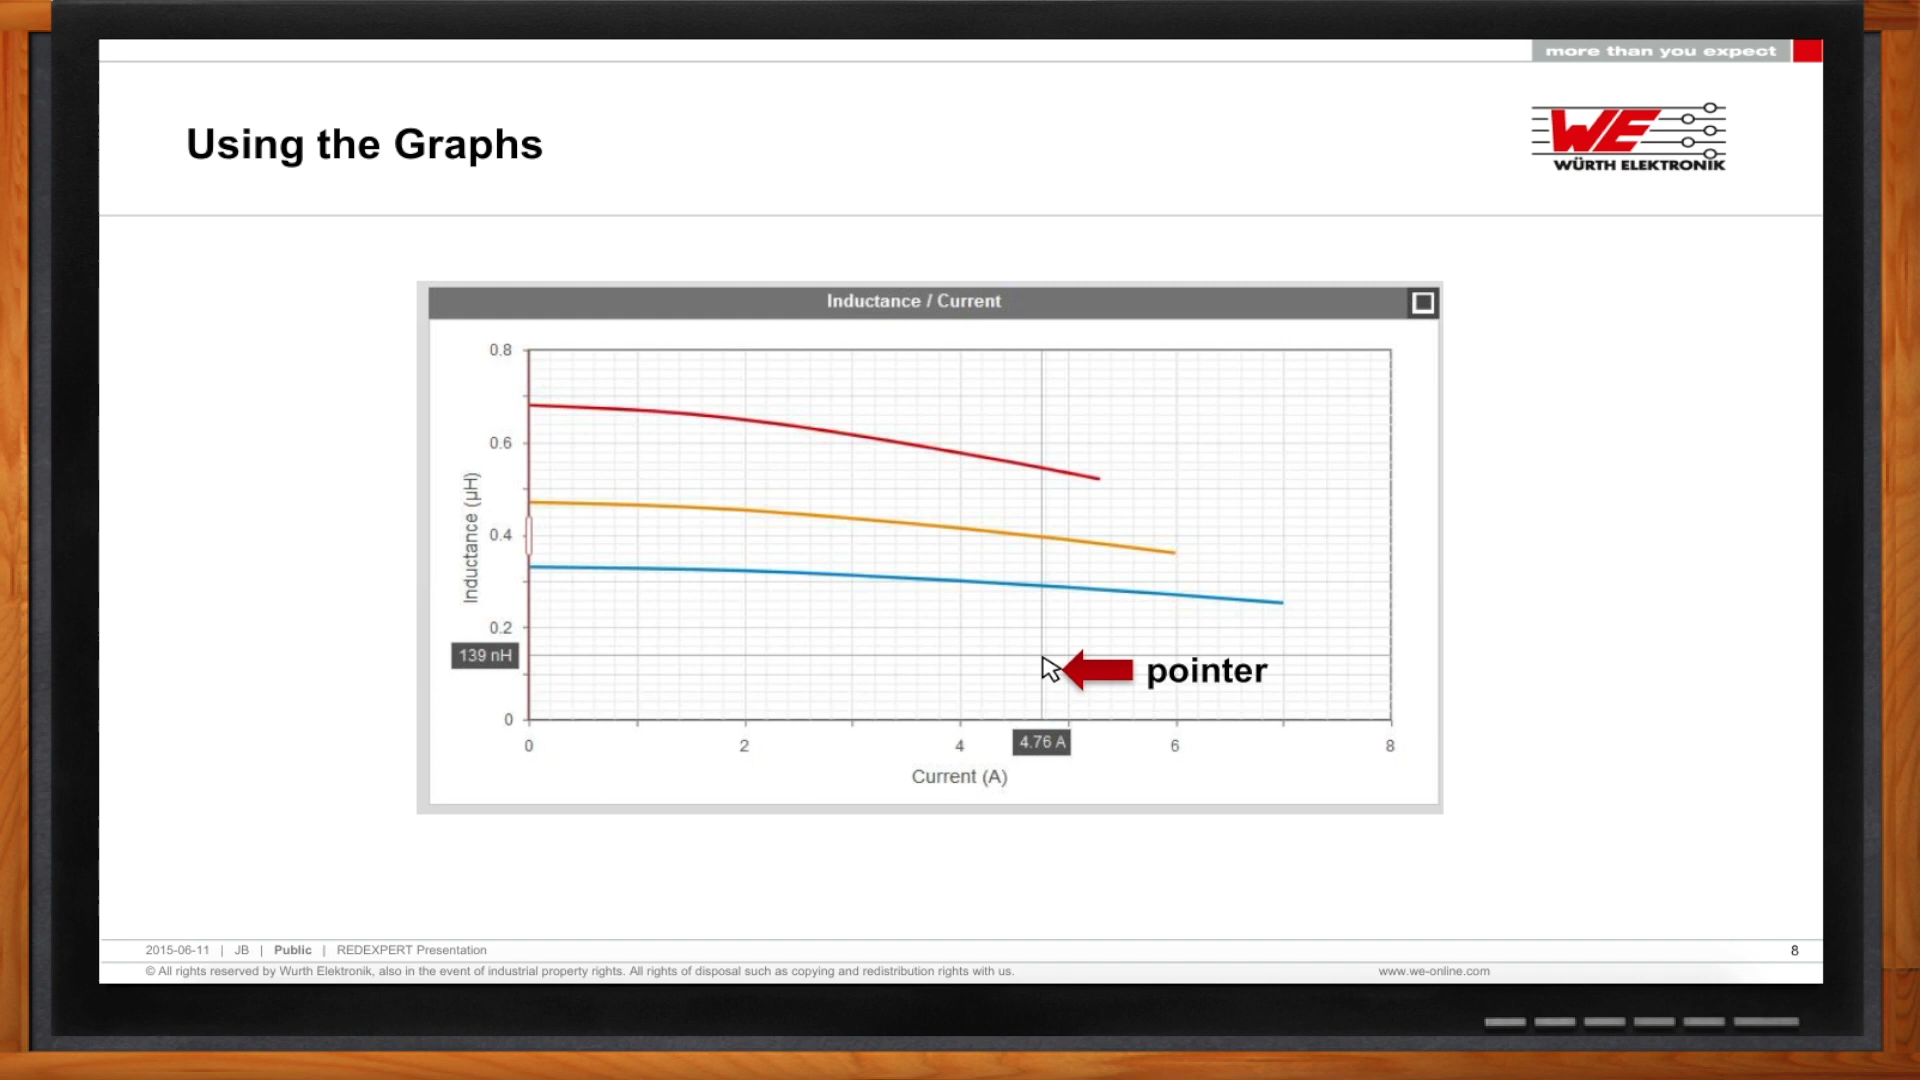 more than you expect
Using the Graphs
WE
WÜRTH ELEKTRONIK
Inductance / Current
0.8
0.6
0.4
0.2
0
Inductance (µH)
139 nH
pointer
0
2
4
4.76 A
6
8
Current (A)
2015-06-11 | JB | Public | REDEXPERT Presentation
8
© All rights reserved by Wurth Elektronik, also in the event of industrial property rights. All rights of disposal such as copying and redistribution rights with us.
www.we-online.com